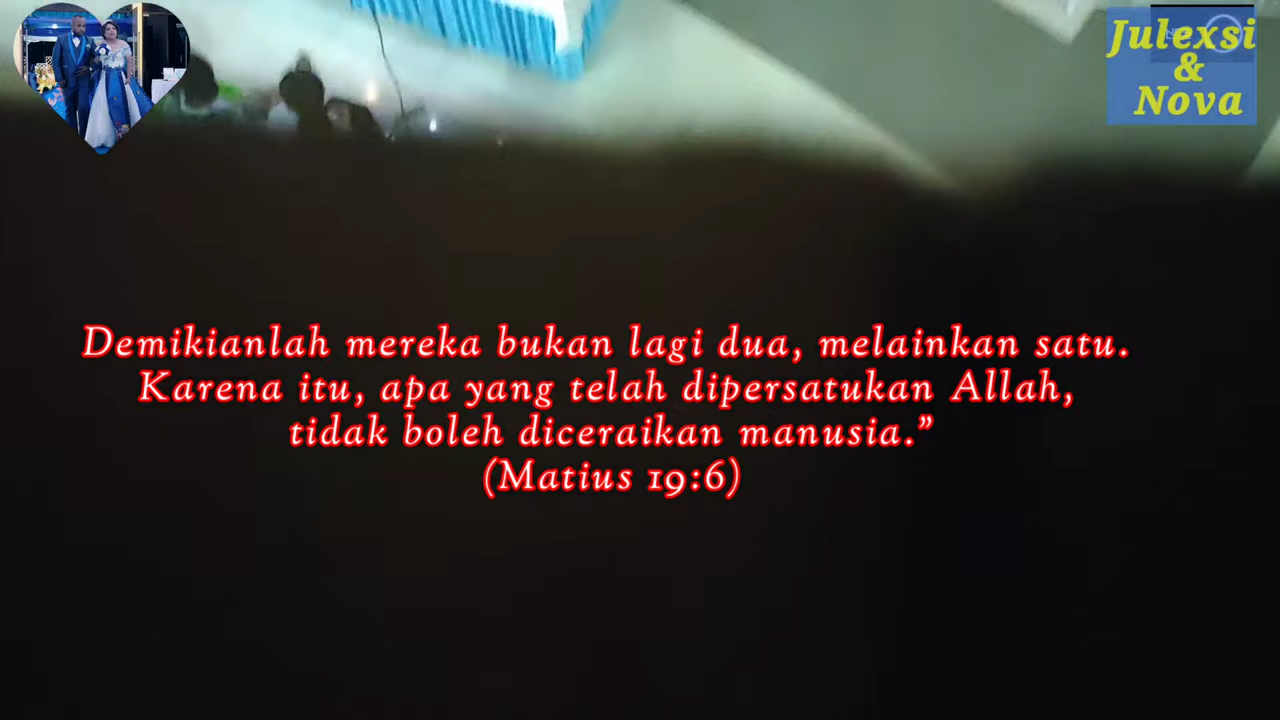 Julexsi
&
Nova
Demikianlah mereka bukan lagi dua, melainkan satu.
Karena itu, apa yang telah dipersatukan Allah,
tidak boleh diceraikan manusia.”
(Matius 19:6)